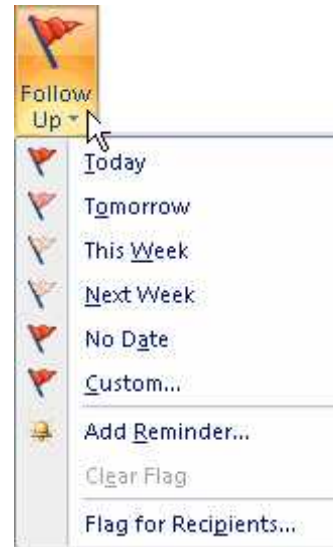 Follow
Up
Today
Tomorrow
This Week
Next Week
No Date
Custom...
Add Reminder...
Clear Flag
Flag for Recipients...